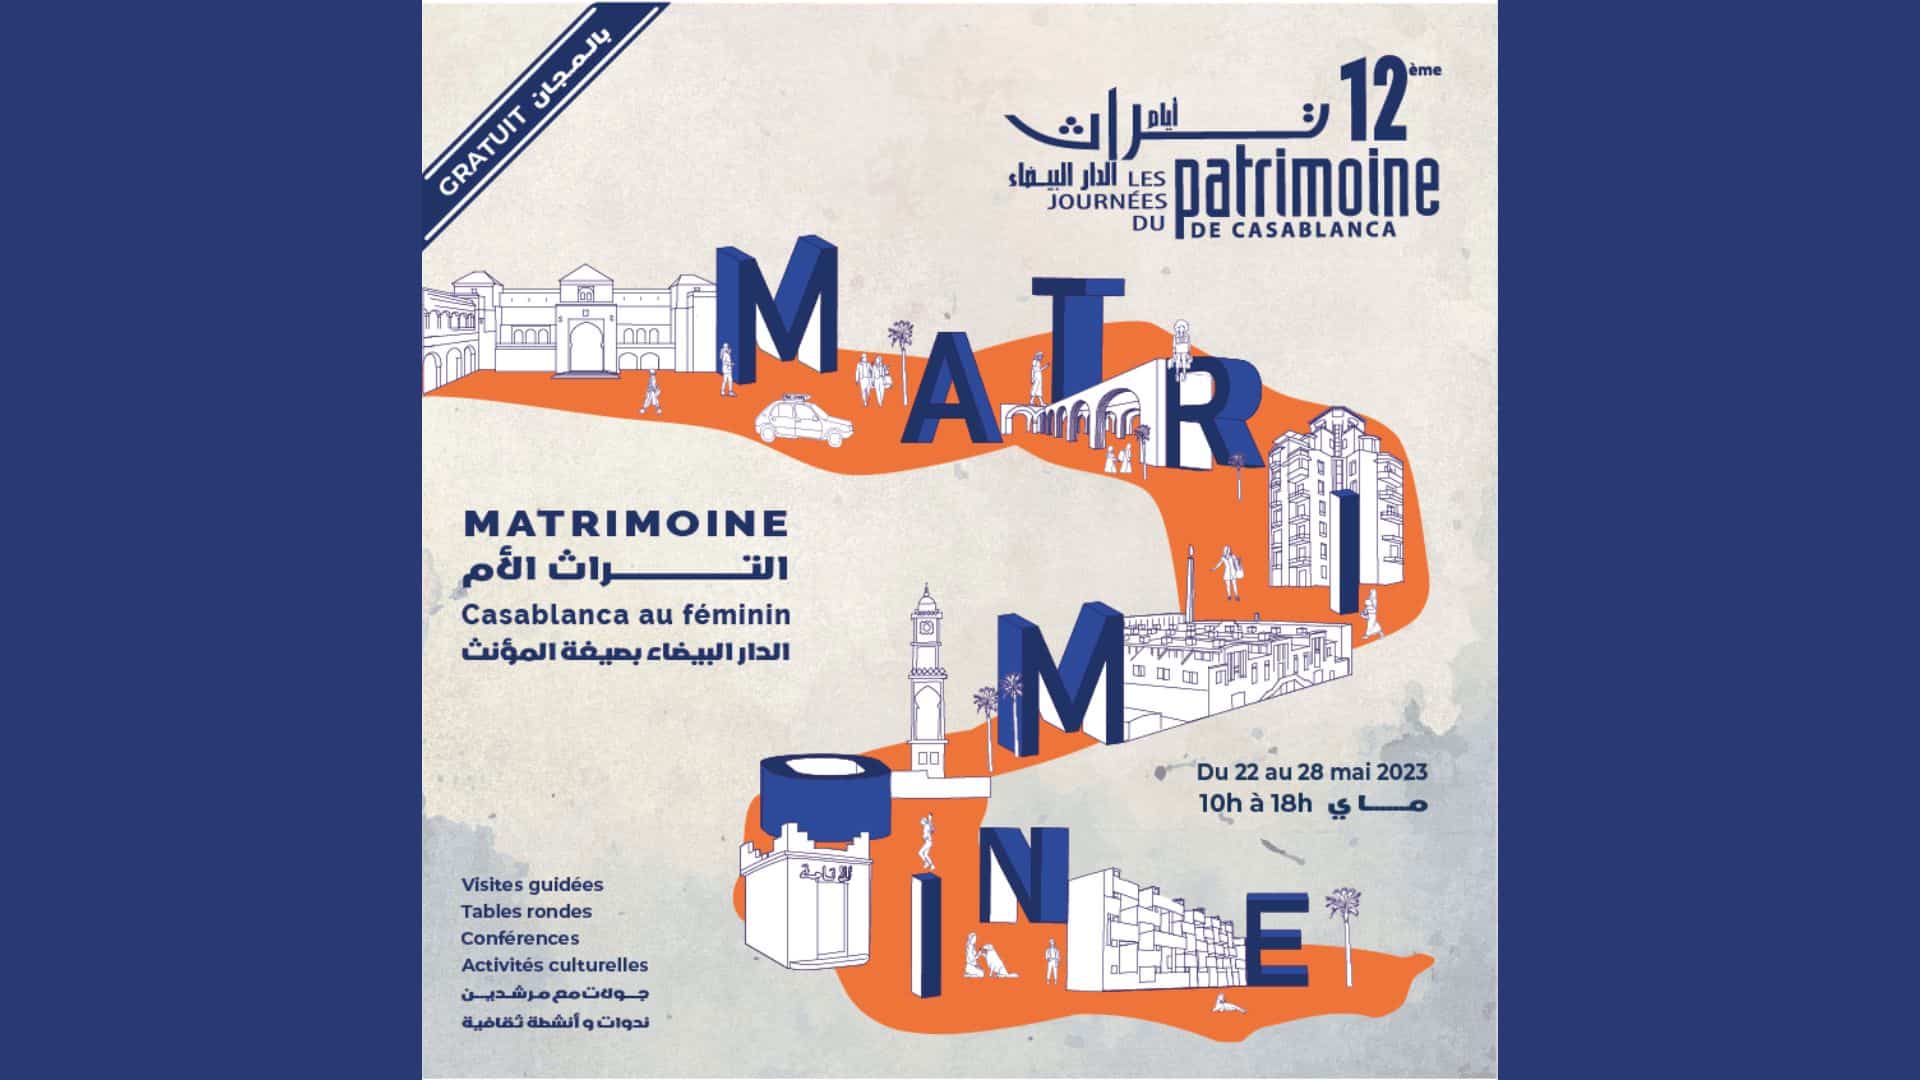 GRATUIT بالمجان
12ème
أيام
تراث
الدار البيضاء
LES
JOURNÉES
DU
patrimoine
DE CASABLANCA
MATRIMOINE
MATRIMOINE
التراث الأم
Casablanca au féminin
الدار البيضاء بصيغة المؤنث
Du 22 au 28 mai 2023
10h à 18h ماي
Visites guidées
Tables rondes
Conférences
Activités culturelles
جولات مع مرشدين
ندوات و أنشطة ثقافية